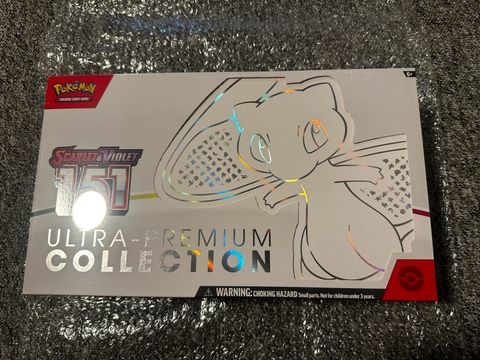 Pokémon
TRADING CARD GAME
6+
SCARLET & VIOLET
151
ULTRA-PREMIUM
COLLECTION
WARNING: CHOKING HAZARD Small parts. Not for children under 3 years.